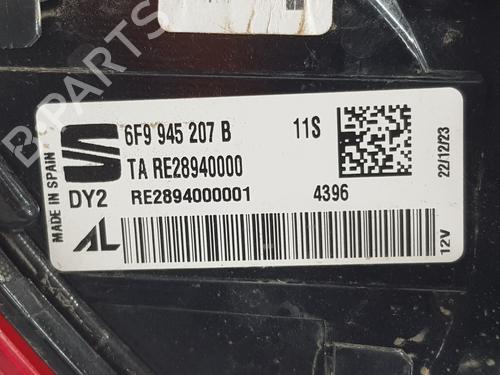 6F9 945 207 B 11S
TA RE28940000
DY2 RE2894000001 4396
AL
MADE IN SPAIN
22/12/23
12V
B-PARTS